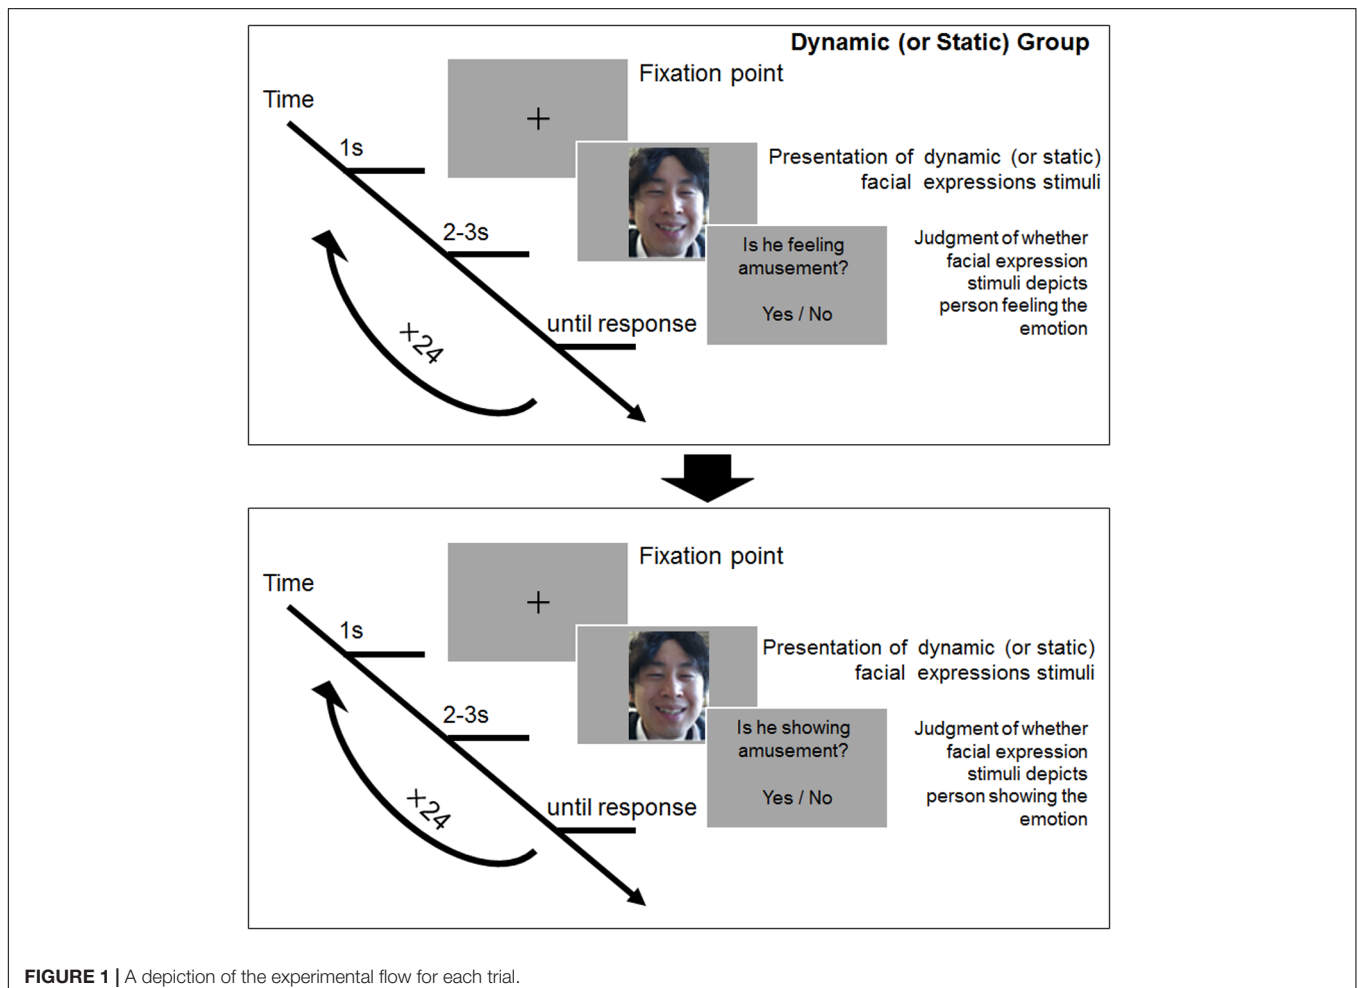 Dynamic (or Static) Group
Fixation point
Time
+
1s
Presentation of dynamic (or static)
facial expressions stimuli
2-3s
Is he feeling
amusement?
Yes / No
Judgment of whether
facial expression
stimuli depicts
person feeling the
emotion
until response
×24
Fixation point
Time
+
1s
Presentation of dynamic (or static)
facial expressions stimuli
2-3s
Is he showing
amusement?
Yes / No
Judgment of whether
facial expression
stimuli depicts
person showing the
emotion
until response
×24
FIGURE 1 | A depiction of the experimental flow for each trial.